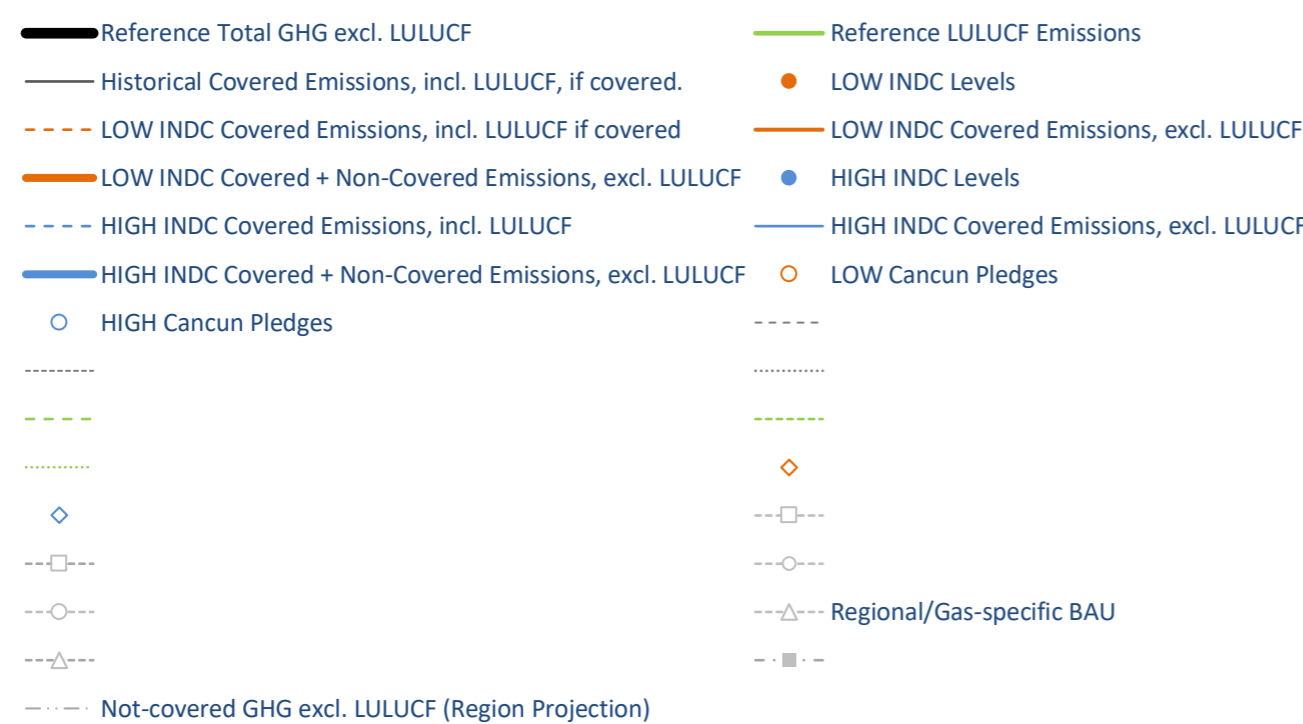 Reference Total GHG excl. LULUCF
Reference LULUCF Emissions
Historical Covered Emissions, incl. LULUCF, if covered.
LOW INDC Levels
LOW INDC Covered Emissions, incl. LULUCF if covered
LOW INDC Covered Emissions, excl. LULUCF
LOW INDC Covered + Non-Covered Emissions, excl. LULUCF
HIGH INDC Levels
HIGH INDC Covered Emissions, incl. LULUCF
HIGH INDC Covered Emissions, excl. LULUCF
HIGH INDC Covered + Non-Covered Emissions, excl. LULUCF
LOW Cancun Pledges
HIGH Cancun Pledges
Regional/Gas-specific BAU
Not-covered GHG excl. LULUCF (Region Projection)